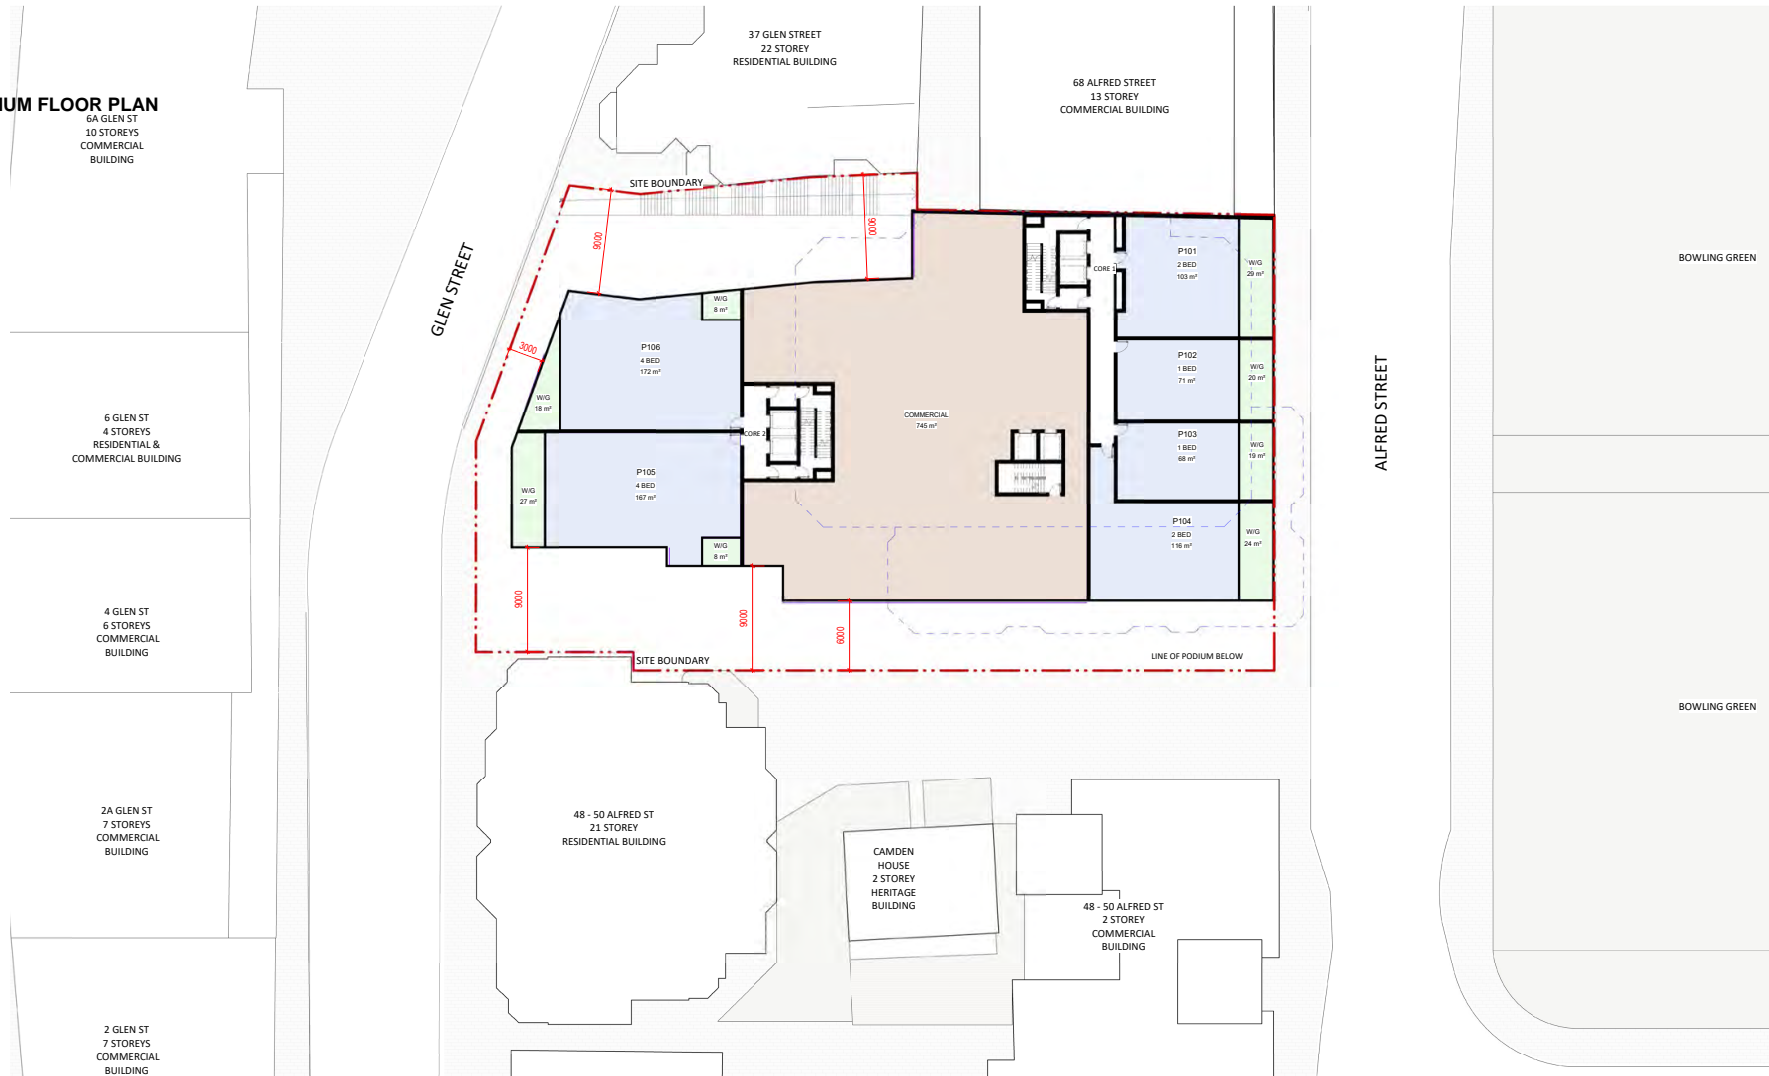 37 GLEN STREET
22 STOREY
RESIDENTIAL BUILDING
68 ALFRED STREET
13 STOREY
COMMERCIAL BUILDING
IUM FLOOR PLAN
6A GLEN ST
10 STOREYS
COMMERCIAL
BUILDING
SITE BOUNDARY
9000
9000
GLEN STREET
3000
CORE 1
P101
2 BED
103 m²
W/G
29 m²
BOWLING GREEN
W/G
8 m²
P106
4 BED
172 m²
W/G
18 m²
P102
1 BED
71 m²
W/G
20 m²
ALFRED STREET
6 GLEN ST
4 STOREYS
RESIDENTIAL &
COMMERCIAL BUILDING
COMMERCIAL
745 m²
CORE 2
P103
1 BED
68 m²
W/G
19 m²
P105
4 BED
167 m²
W/G
27 m²
W/G
8 m²
P104
2 BED
116 m²
W/G
24 m²
4 GLEN ST
6 STOREYS
COMMERCIAL
BUILDING
9000
9000
6000
SITE BOUNDARY
LINE OF PODIUM BELOW
BOWLING GREEN
2A GLEN ST
7 STOREYS
COMMERCIAL
BUILDING
48 - 50 ALFRED ST
21 STOREY
RESIDENTIAL BUILDING
CAMDEN
HOUSE
2 STOREY
HERITAGE
BUILDING
48 - 50 ALFRED ST
2 STOREY
COMMERCIAL
BUILDING
2 GLEN ST
7 STOREYS
COMMERCIAL
BUILDING